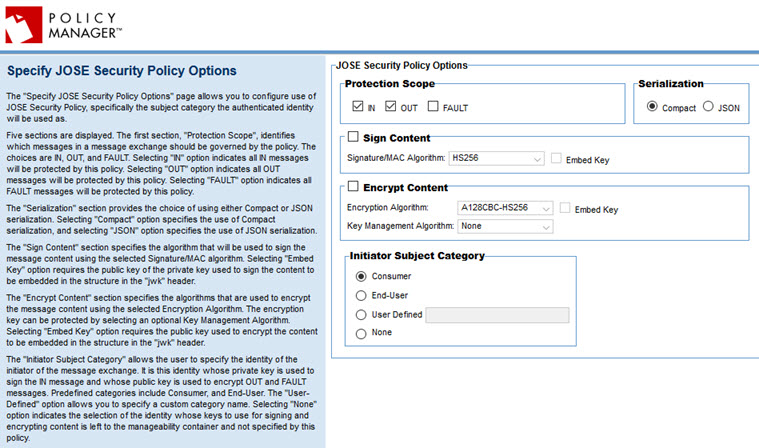 POLICY
MANAGER™
Specify JOSE Security Policy Options
The "Specify JOSE Security Policy Options" page allows you to configure use of
JOSE Security Policy, specifically the subject category the authenticated identity
will be used as.
Five sections are displayed. The first section, "Protection Scope", identifies
which messages in a message exchange should be governed by the policy. The
choices are IN, OUT, and FAULT. Selecting "IN" option indicates all IN messages
will be protected by this policy. Selecting "OUT" option indicates all OUT
messages will be protected by this policy. Selecting "FAULT" option indicates all
FAULT messages will be protected by this policy.
The "Serialization" section provides the choice of using either Compact or JSON
serialization. Selecting "Compact" option specifies the use of Compact
serialization, and selecting "JSON" option specifies the use of JSON serialization.
The "Sign Content" section specifies the algorithm that will be used to sign the
message content using the selected Signature/MAC algorithm. Selecting "Embed
Key" option requires the public key of the private key used to sign the content to
be embedded in the structure in the "jwk" header.
The "Encrypt Content" section specifies the algorithms that are used to encrypt
the message content using the selected Encryption Algorithm. The encryption
key can be protected by selecting an optional Key Management Algorithm.
Selecting "Embed Key" option requires the public key used to encrypt the content
to be embedded in the structure in the "jwk" header.
The "Initiator Subject Category" allows the user to specify the identity of the
initiator of the message exchange. It is this identity whose private key is used to
sign the IN message and whose public key is used to encrypt OUT and FAULT
messages. Predefined categories include Consumer, and End-User. The "User-
Defined" option allows you to specify a custom category name. Selecting "None"
option indicates the selection of the identity whose keys to use for signing and
encrypting content is left to the manageability container and not specified by this
policy.
JOSE Security Policy Options
Protection Scope
IN OUT FAULT
Serialization
Compact JSON
Sign Content
Signature/MAC Algorithm: HS256 Embed Key
Encrypt Content
Encryption Algorithm: A128CBC-HS256 Embed Key
Key Management Algorithm: None
Initiator Subject Category
Consumer
End-User
User Defined
None